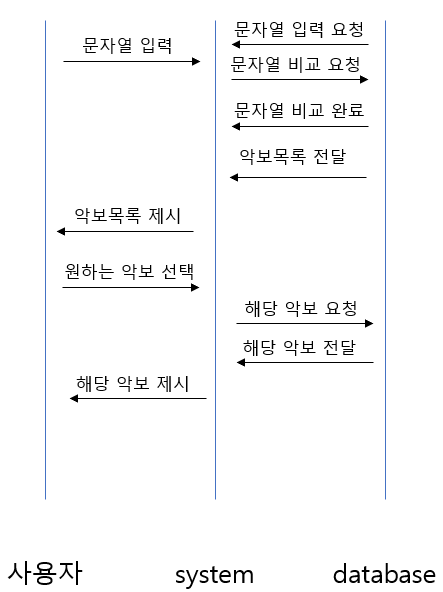 문자열 입력 요청
문자열 입력
문자열 비교 요청
문자열 비교 완료
악보목록 전달
악보목록 제시
원하는 악보 선택
해당 악보 요청
해당 악보 전달
해당 악보 제시
사용자 system database